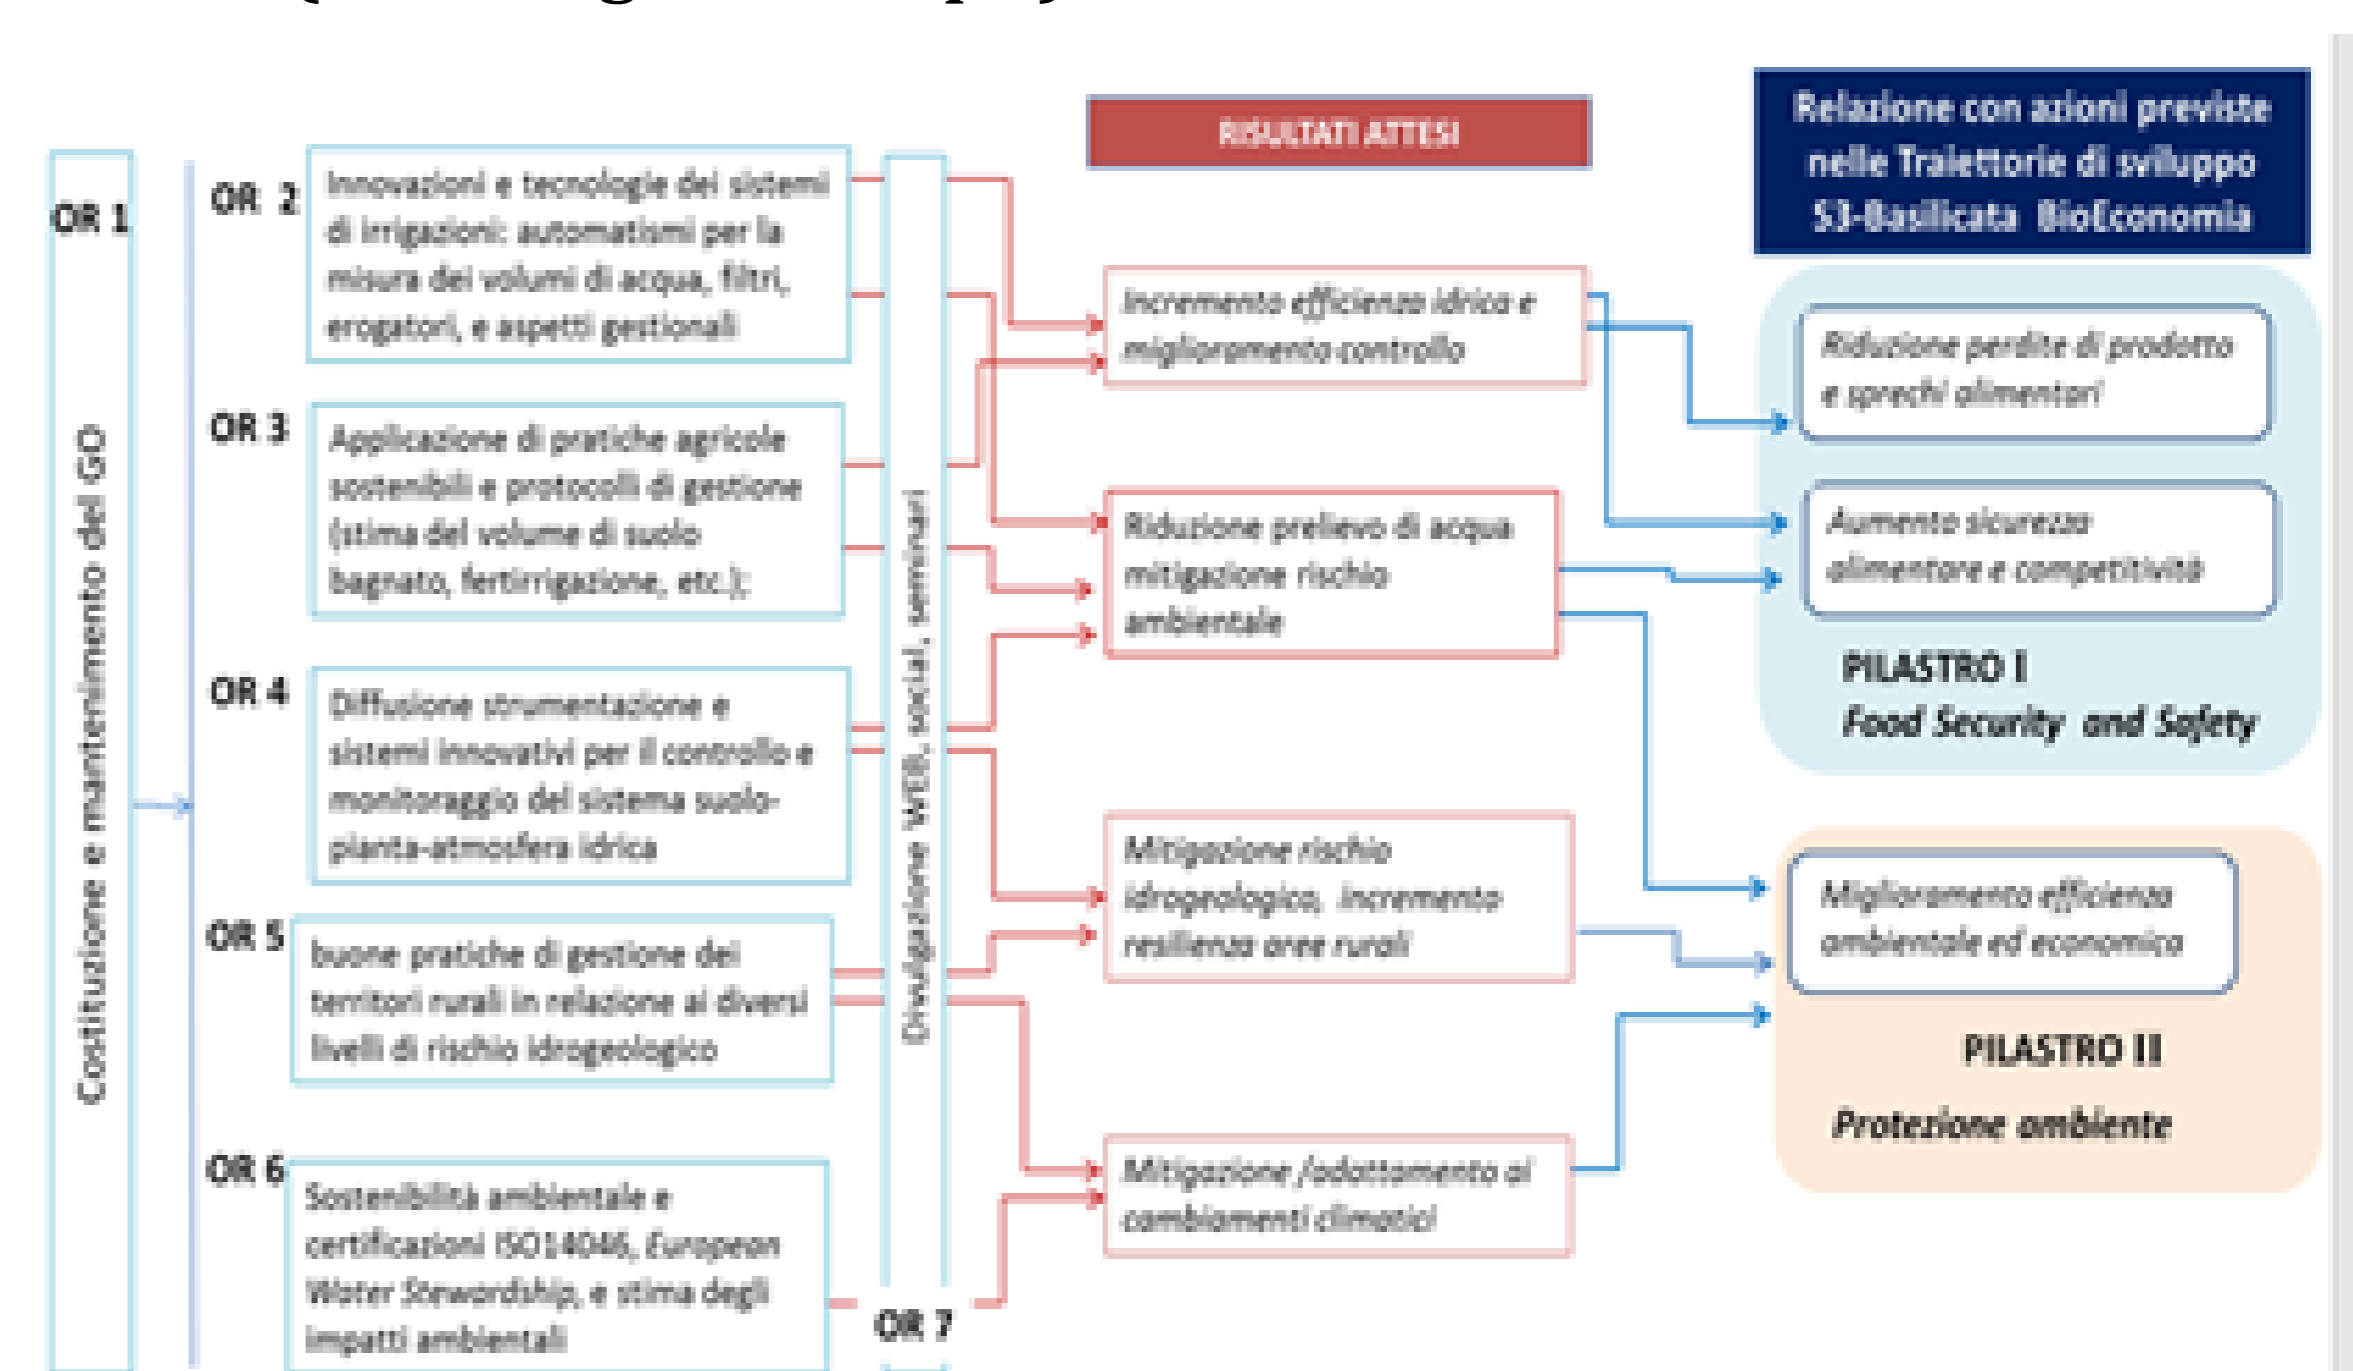 RISULTATI ATTESI
Relazione con azioni previste
nelle Traiettorie di sviluppo
S3-Basilicata BioEconomia
OR 1
Costituzione e mantenimento del GO
OR 2
Innovazioni e tecnologie dei sistemi
di irrigazioni: automatismi per la
misura dei volumi di acqua, filtri,
erogatori, e aspetti gestionali
OR 3
Applicazione di pratiche agricole
sostenibili e protocolli di gestione
(stima del volume di suolo
bagnato, fertirrigazione, etc.);
OR 4
Diffusione strumentazione e
sistemi innovativi per il controllo e
monitoraggio del sistema suolo-
pianta-atmosfera idrica
OR 5
buone pratiche di gestione dei
territori rurali in relazione ai diversi
livelli di rischio idrogeologico
OR 6
Sostenibilità ambientale e
certificazioni ISO14046, European
Water Stewardship, e stima degli
impatti ambientali
Divulgazione WEB, social, seminari
OR 7
Incremento efficienza idrica e
miglioramento controllo
Riduzione prelievo di acqua
mitigazione rischio
ambientale
Mitigazione rischio
idrogeologico, incremento
resilienza aree rurali
Mitigazione /adattamento ai
cambiamenti climatici
Riduzione perdite di prodotto
e sprechi alimentari
Aumento sicurezza
alimentare e competitività
PILASTRO I
Food Security and Safety
Miglioramento efficienza
ambientale ed economica
PILASTRO II
Protezione ambiente